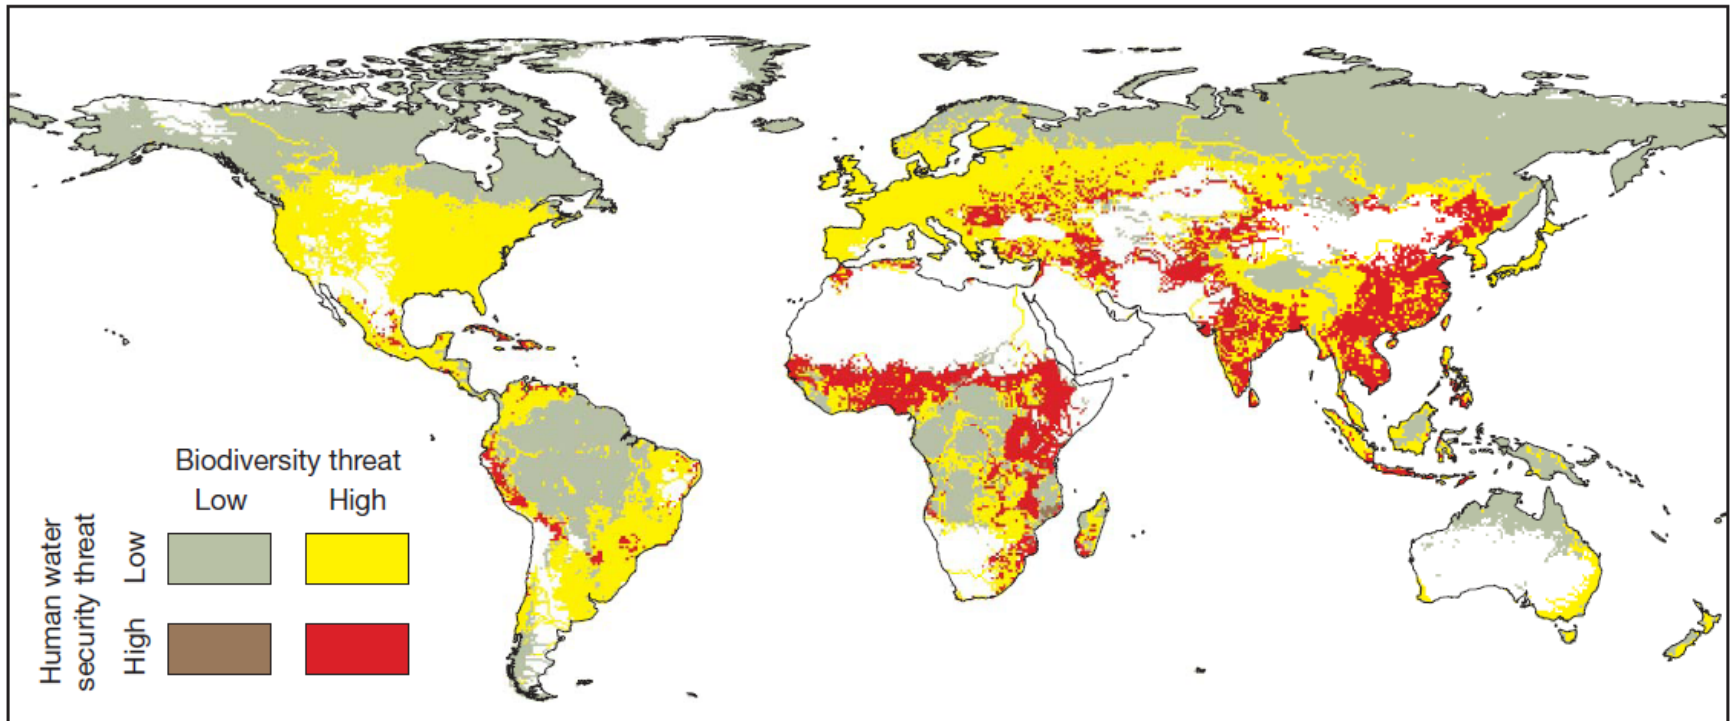 Biodiversity threat
Low High
Human water
security threat
Low
High